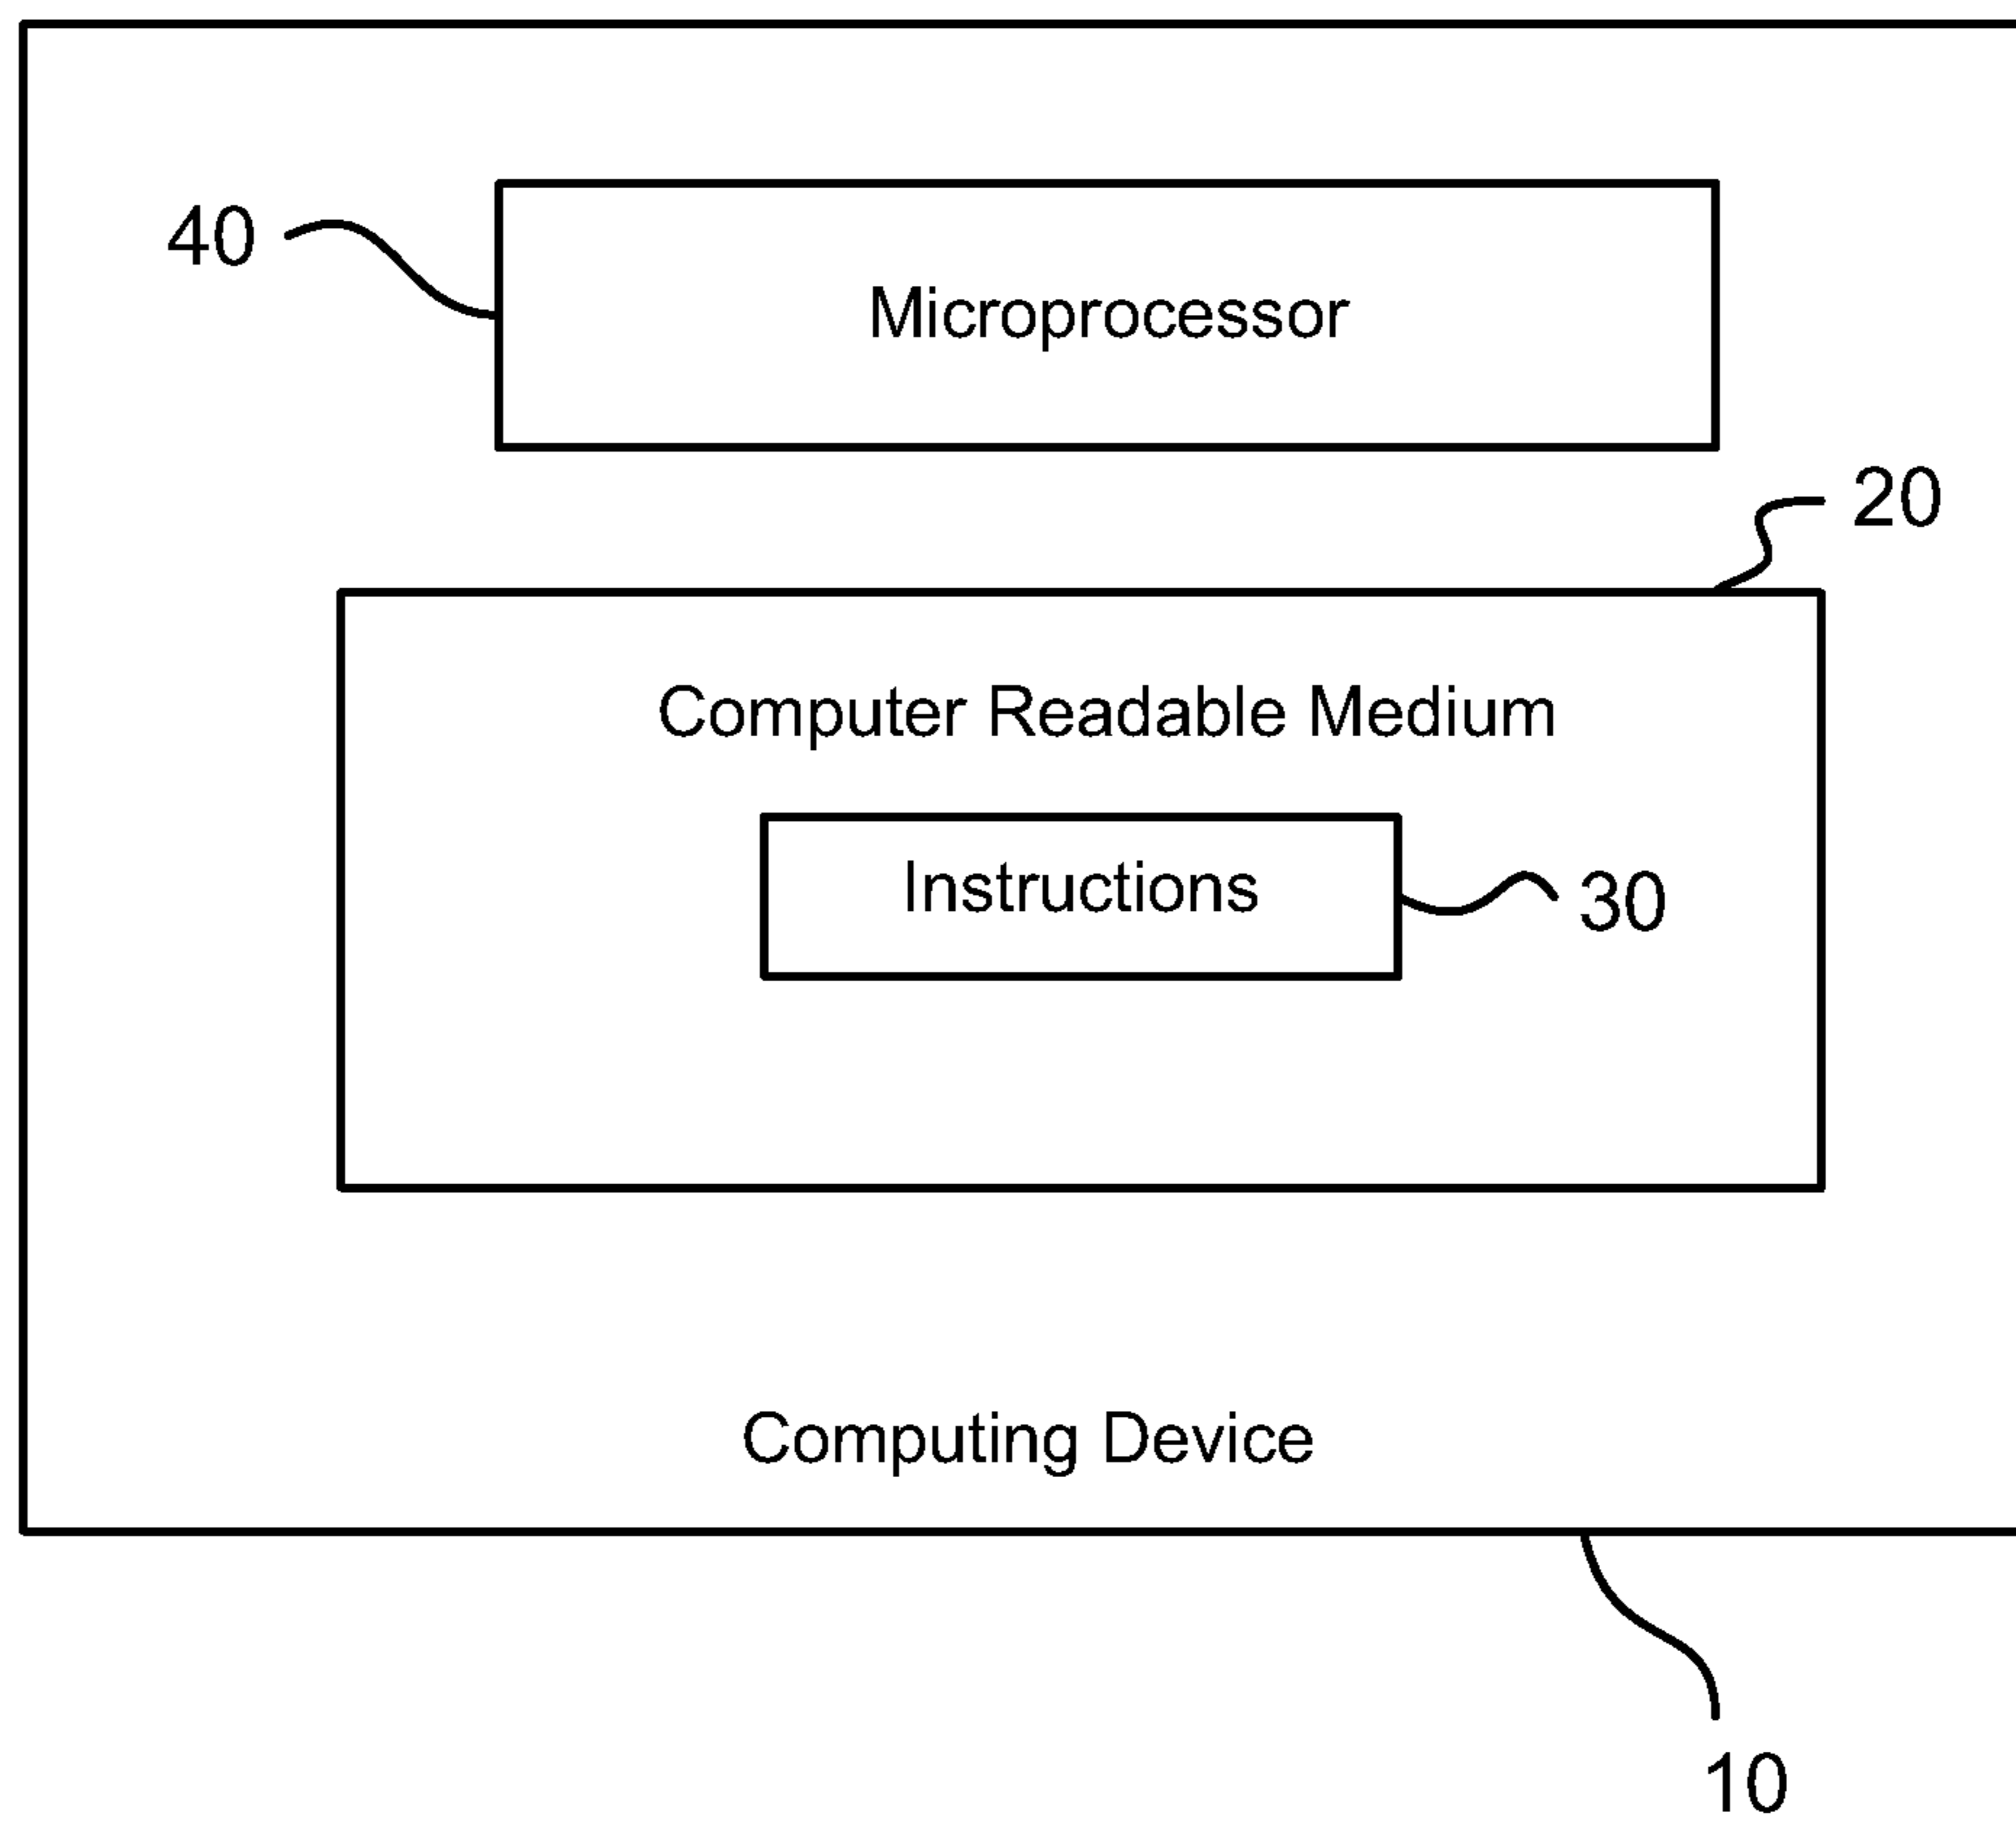 40
Microprocessor
20
Computer Readable Medium
Instructions
30
Computing Device
10